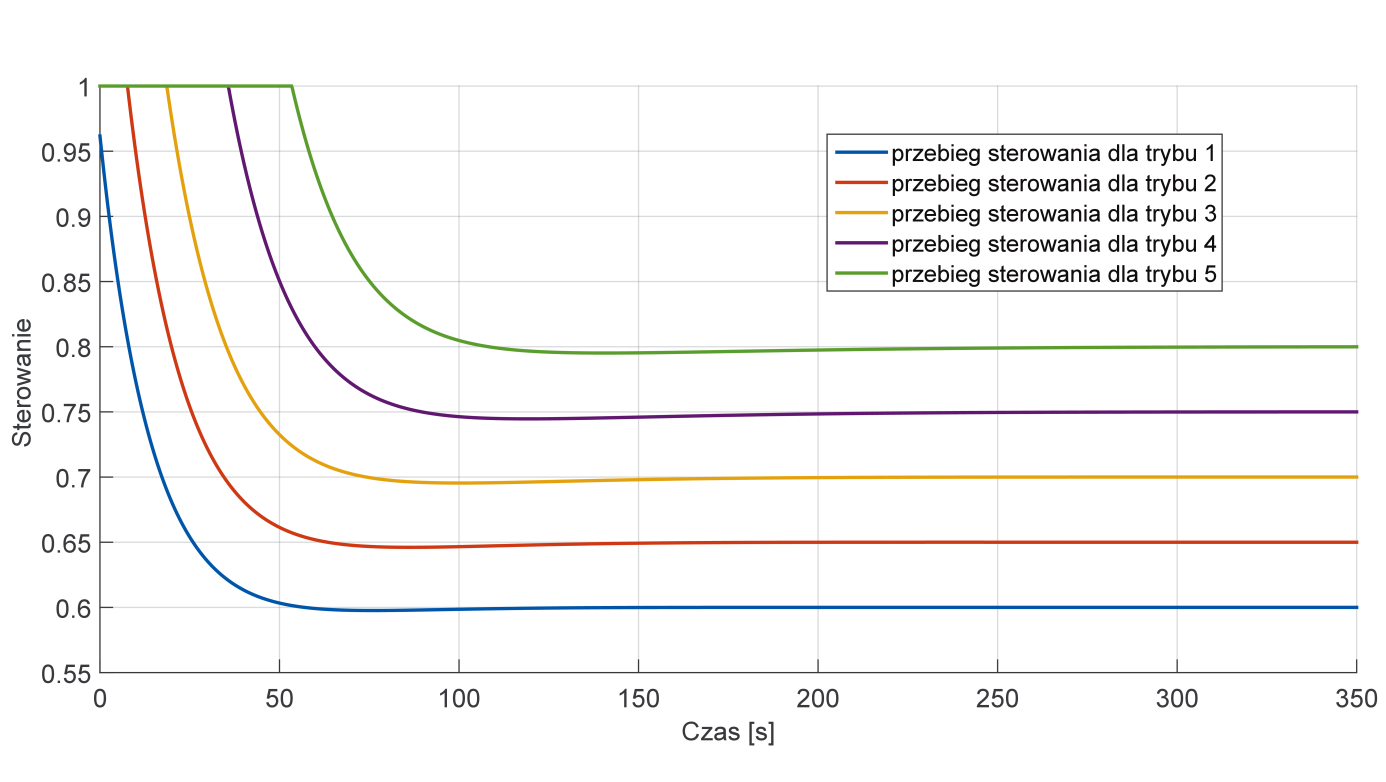 1
0.95
0.9
0.85
0.8
0.75
0.7
0.65
0.6
0.55
Sterowanie
przebieg sterowania dla trybu 1
przebieg sterowania dla trybu 2
przebieg sterowania dla trybu 3
przebieg sterowania dla trybu 4
przebieg sterowania dla trybu 5
0 50 100 150 200 250 300 350
Czas [s]